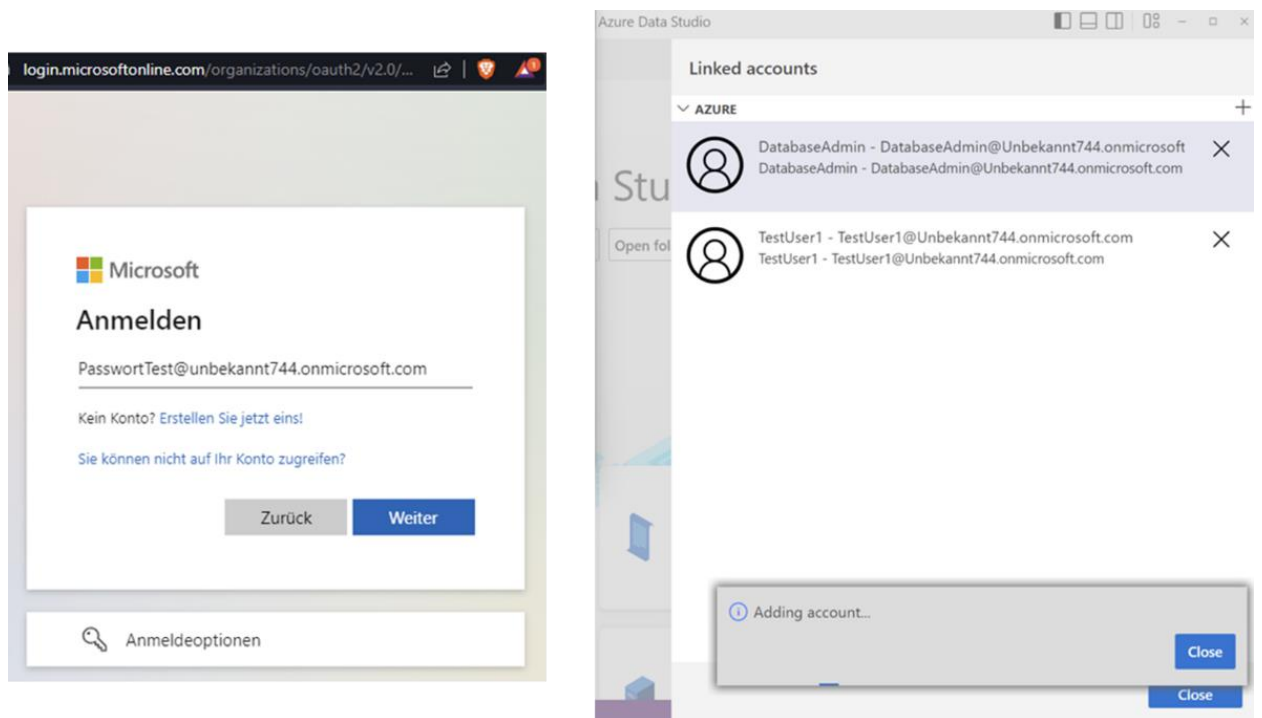 login.microsoftonline.com/organizations/oauth2/v2.0/...
1
Microsoft
Anmelden
PasswortTest@unbekannt744.onmicrosoft.com
Kein Konto? Erstellen Sie jetzt eins!
Sie können nicht auf Ihr Konto zugreifen?
Zurück
Weiter
Anmeldeoptionen
Azure Data Studio
Linked accounts
AZURE
DatabaseAdmin - DatabaseAdmin@Unbekannt744.onmicrosoft
DatabaseAdmin - DatabaseAdmin@Unbekannt744.onmicrosoft.com
Stu
Open fol
TestUser1 - TestUser1@Unbekannt744.onmicrosoft.com
TestUser1 - TestUser1@Unbekannt744.onmicrosoft.com
Adding account...
Close
Close